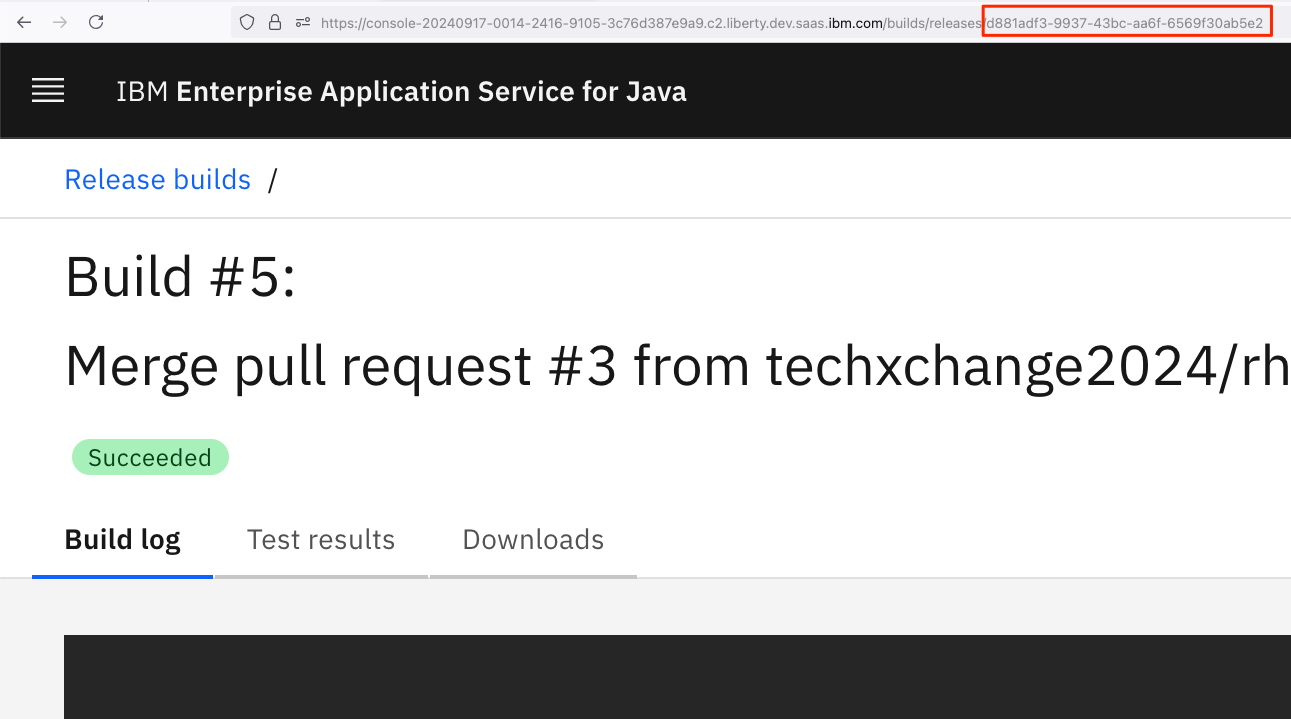 https://console-20240917-0014-2416-9105-3c76d387e9a9.c2.liberty.dev.saas.ibm.com/builds/releases/d881adf3-9937-43bc-aa6f-6569f30ab5e2
IBM Enterprise Application Service for Java
Release builds /
Build #5:
Merge pull request #3 from techxchange2024/rh
Succeeded
Build log Test results Downloads